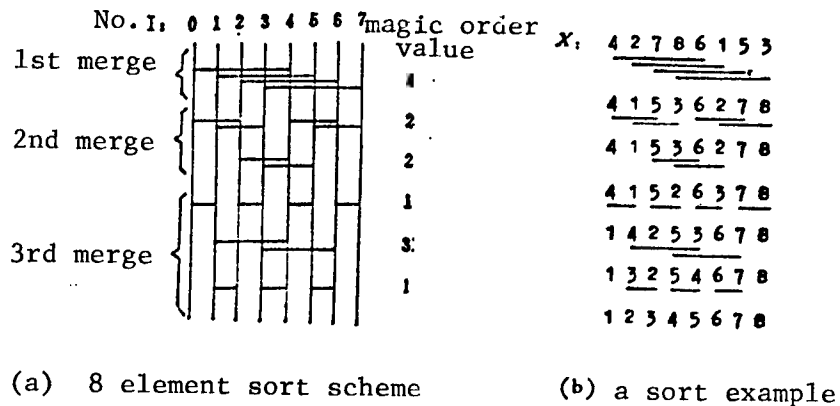 No. I: 0 1 2 3 4 5 6 7 magic order
value
1st merge
4
2nd merge
2
2
3rd merge
1
3
1
(a) 8 element sort scheme
X: 4 2 7 8 6 1 5 3
4 1 5 3 6 2 7 8
4 1 5 3 6 2 7 8
4 1 5 2 6 3 7 8
1 4 2 5 3 6 7 8
1 3 2 5 4 6 7 8
1 2 3 4 5 6 7 8
(b) a sort example